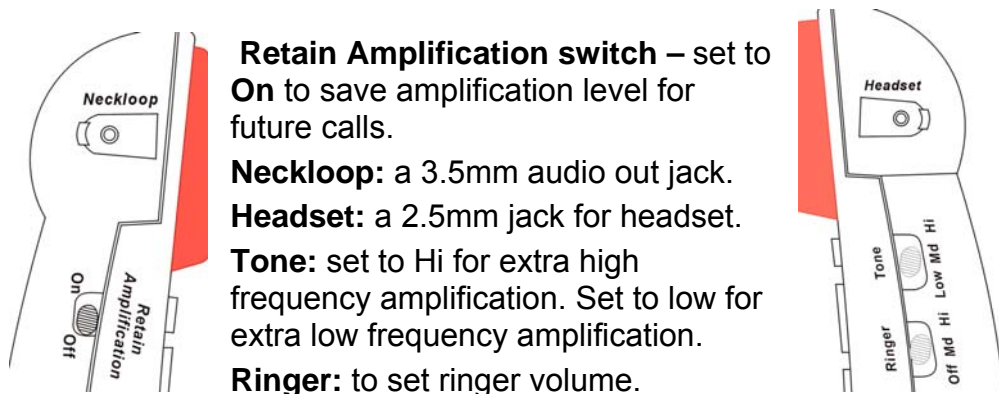 Neckloop
On
Off
Retain
Amplification
Retain Amplification switch – set to
On to save amplification level for
future calls.
Neckloop: a 3.5mm audio out jack.
Headset: a 2.5mm jack for headset.
Tone: set to Hi for extra high
frequency amplification. Set to low for
extra low frequency amplification.
Ringer: to set ringer volume.
Headset
Tone
Low Md Hi
Ringer
Off Md Hi